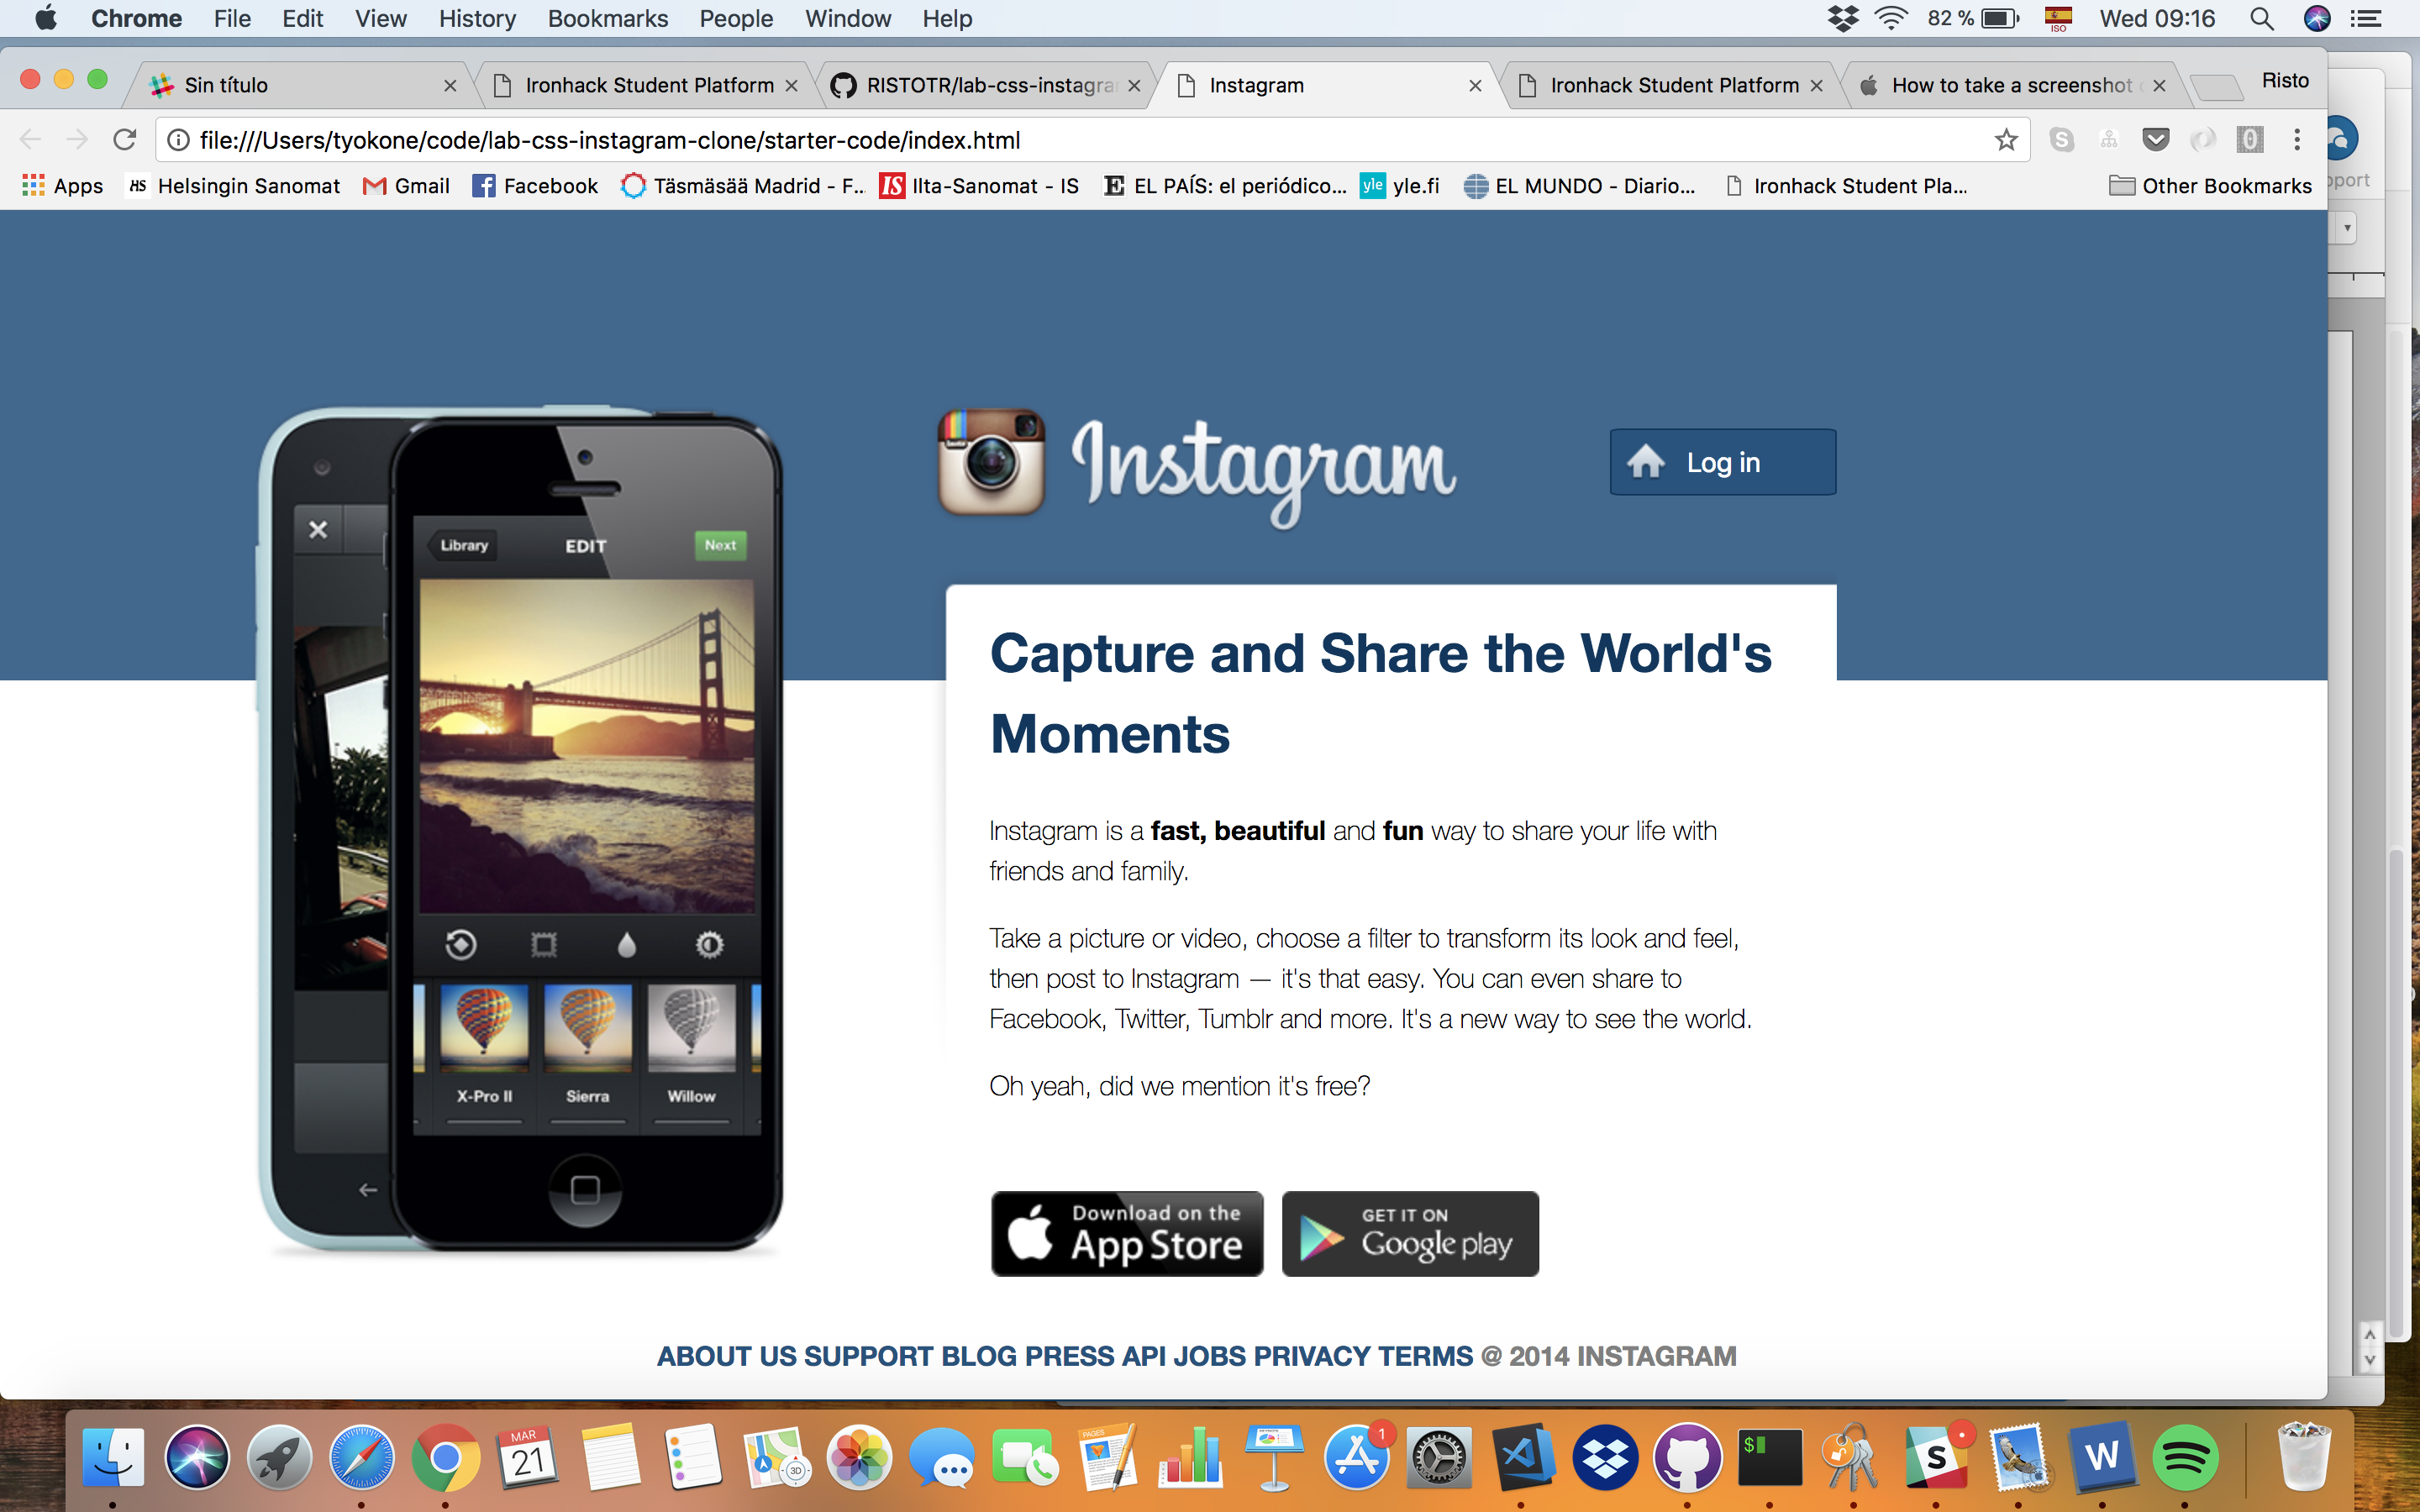 Chrome File Edit View History Bookmarks People Window Help 82 % ISO Wed 09:16
Sin título Ironhack Student Platform RISTOTR/lab-css-instagra Instagram Ironhack Student Platform How to take a screenshot Risto
file:///Users/tyokone/code/lab-css-instagram-clone/starter-code/index.html
Apps HS Helsingin Sanomat Gmail Facebook Täsmäsää Madrid - F... IS Ilta-Sanomat - IS E EL PAÍS: el periódico... yle yle.fi EL MUNDO - Diario... Ironhack Student Pla... Other Bookmarks pport
Instagram Log in
Library EDIT Next
Capture and Share the World's
Moments
Instagram is a fast, beautiful and fun way to share your life with
friends and family.
Take a picture or video, choose a filter to transform its look and feel,
then post to Instagram — it's that easy. You can even share to
Facebook, Twitter, Tumblr and more. It's a new way to see the world.
Oh yeah, did we mention it's free?
X-Pro II Sierra Willow
Download on the
App Store
GET IT ON
Google play
ABOUT US SUPPORT BLOG PRESS API JOBS PRIVACY TERMS @ 2014 INSTAGRAM
MAR
21
PAGES
3D
1
$
S
W